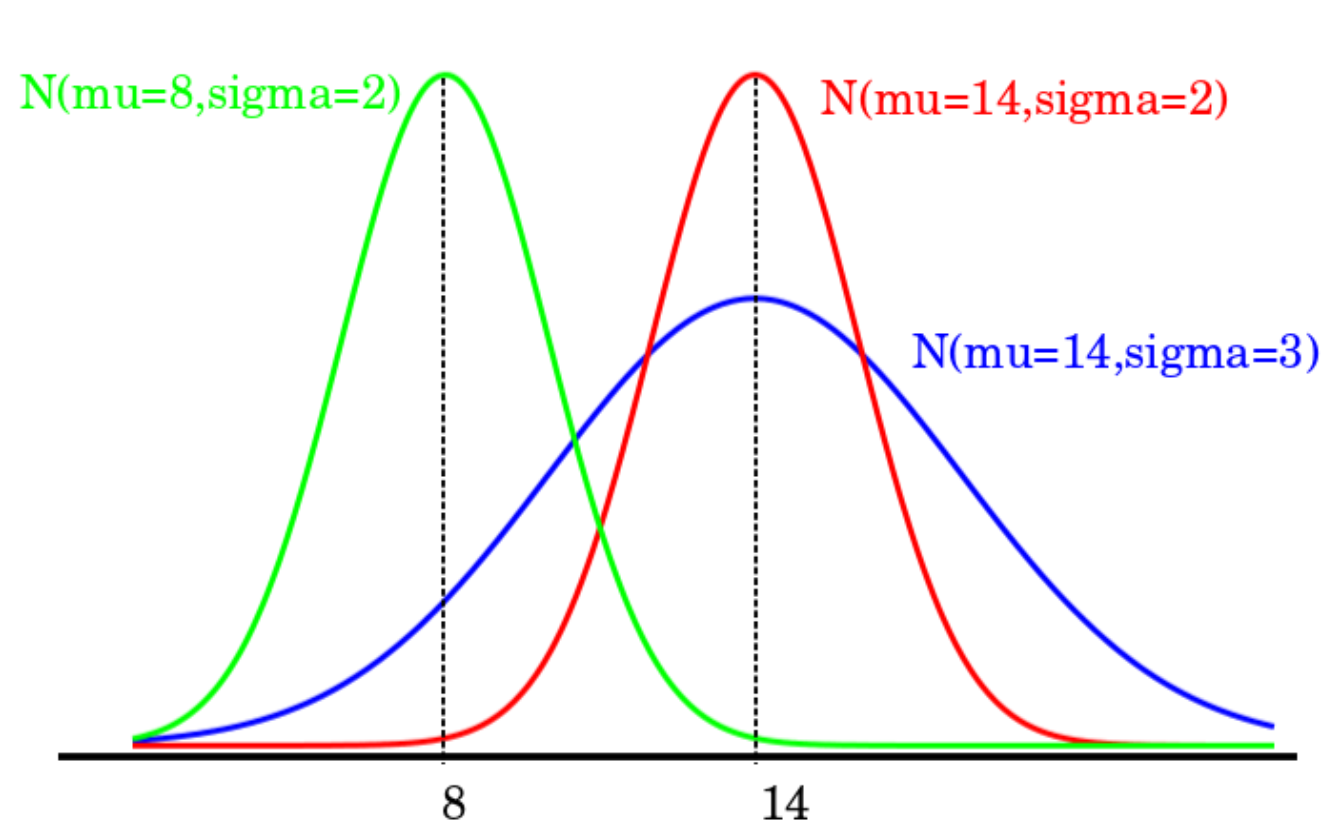 N(mu=8,sigma=2)
N(mu=14,sigma=2)
N(mu=14,sigma=3)
8
14